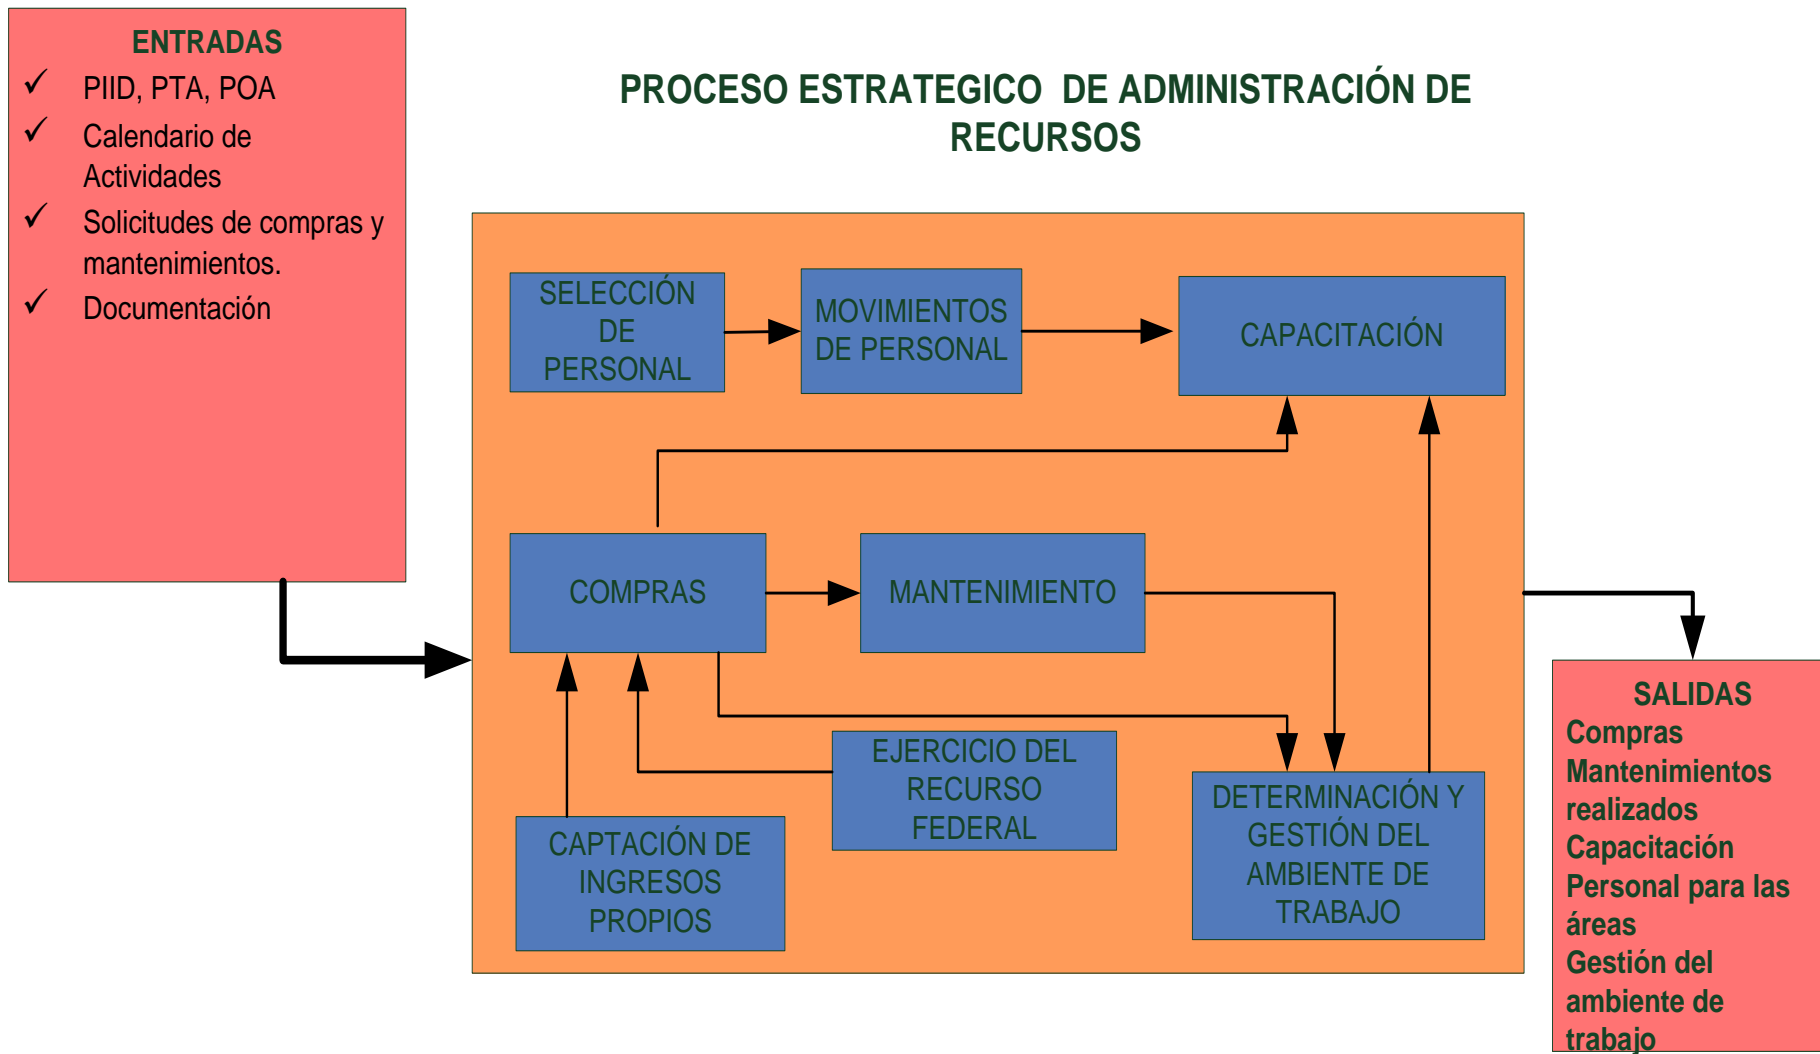 ENTRADAS
✓ PIID, PTA, POA
✓ Calendario de
Actividades
✓ Solicitudes de compras y
mantenimientos.
✓ Documentación
PROCESO ESTRATEGICO  DE ADMINISTRACIÓN DE
RECURSOS
SELECCIÓN
DE
PERSONAL
MOVIMIENTOS
DE PERSONAL
CAPACITACIÓN
COMPRAS
MANTENIMIENTO
EJERCICIO DEL
RECURSO
FEDERAL
CAPTACIÓN DE
INGRESOS
PROPIOS
DETERMINACIÓN Y
GESTIÓN DEL
AMBIENTE DE
TRABAJO
SALIDAS
Compras
Mantenimientos
realizados
Capacitación
Personal para las
áreas
Gestión del
ambiente de
trabajo